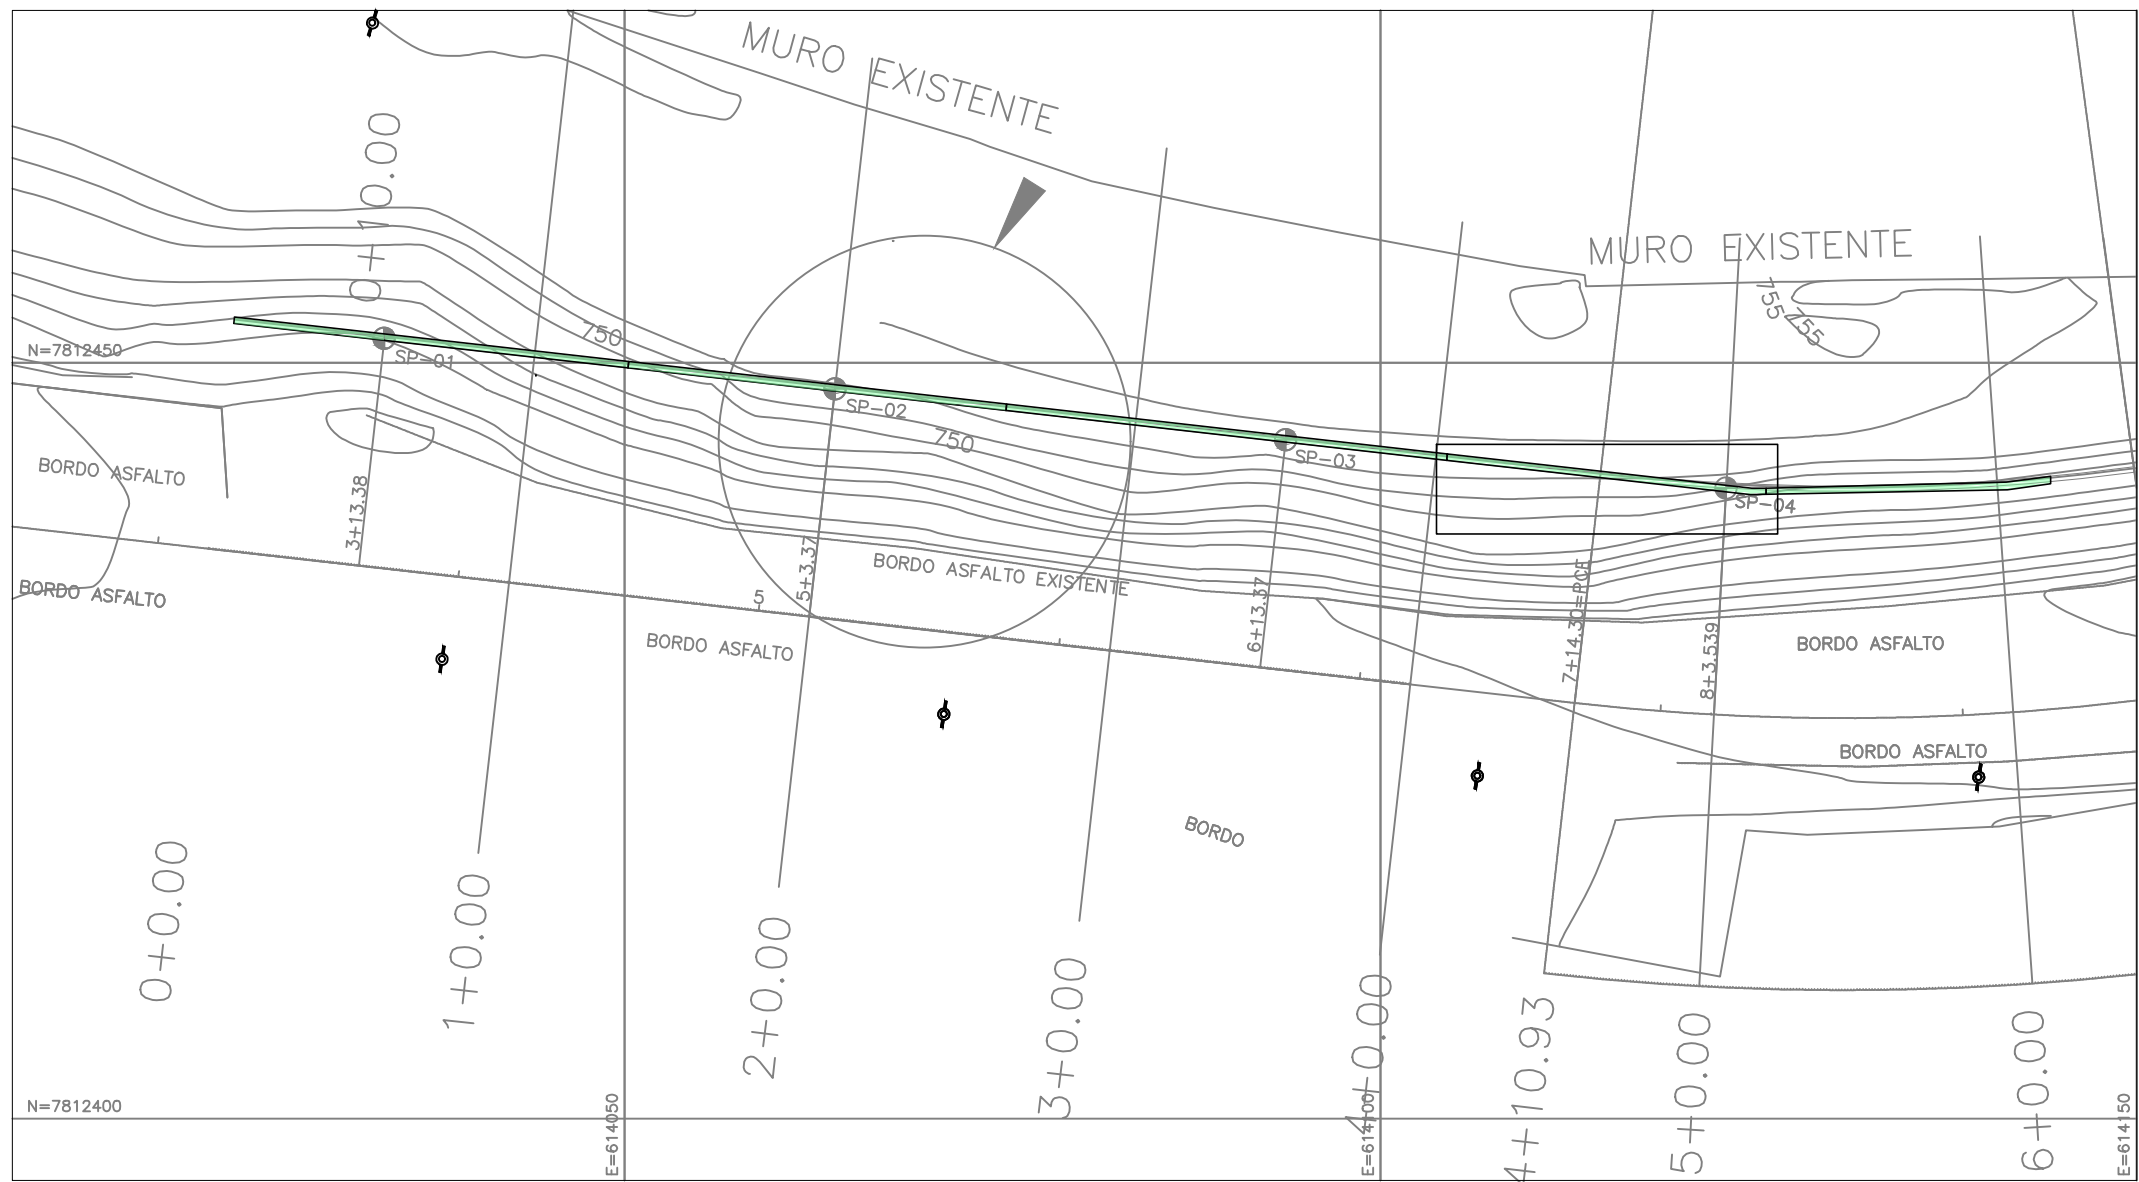 MURO EXISTENTE
MURO EXISTENTE
0+10.00
755
755
750
N=7812450
SP-01
SP-02
750
SP-03
SP-04
BORDO ASFALTO
3+13.38
5+3.37
BORDO ASFALTO EXISTENTE
BORDO ASFALTO
5
6+13.37
7+14.30=PCE
8+3.539
BORDO ASFALTO
BORDO ASFALTO
BORDO ASFALTO
BORDO
0+0.00
1+0.00
2+0.00
3+0.00
4+0.00
4+10.93
5+0.00
6+0.00
N=7812400
E=614050
E=614100
E=614150